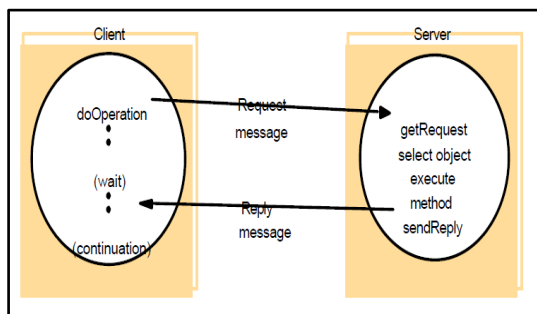 Client
Server
doOperation
(wait)
(continuation)
Request
message
Reply
message
getRequest
select object
execute
method
sendReply